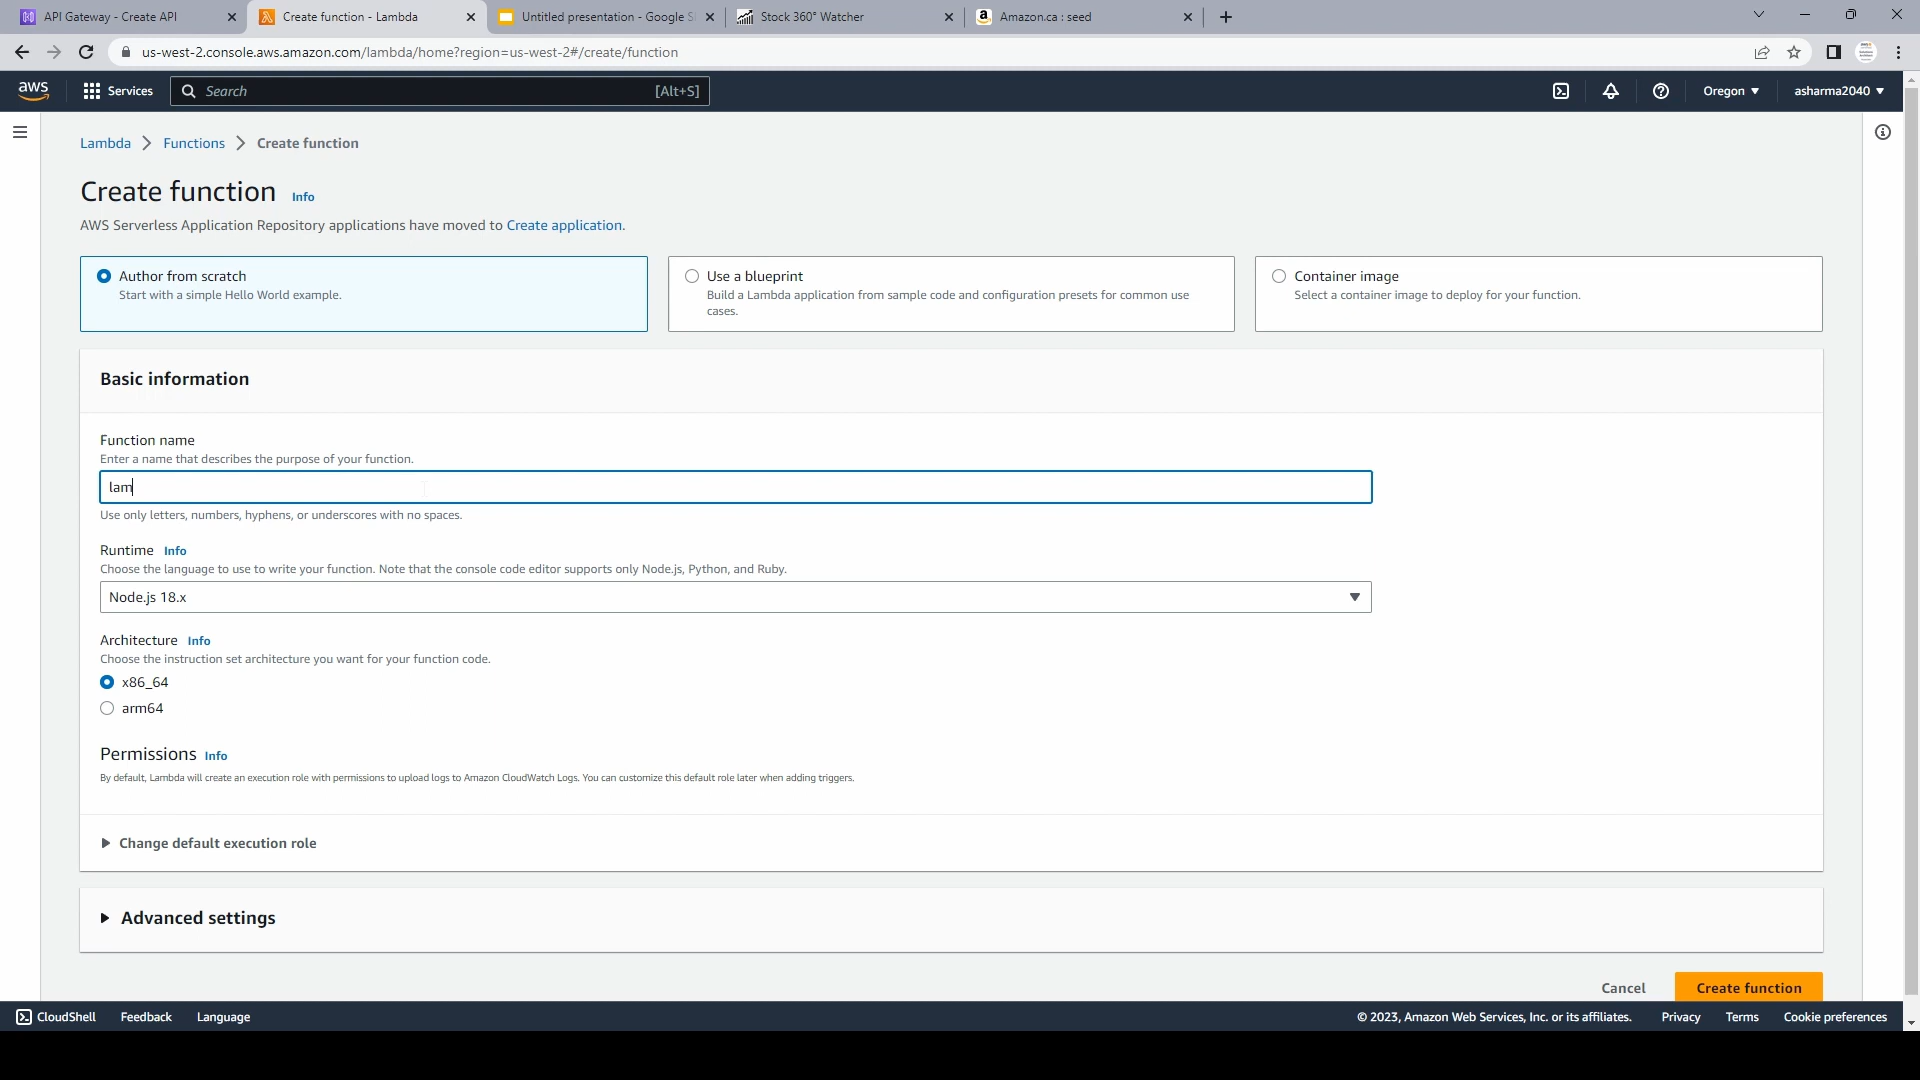 API Gateway - Create API
Create function - Lambda
Untitled presentation - Google S
Stock 360° Watcher
Amazon.ca : seed
us-west-2.console.aws.amazon.com/lambda/home?region=us-west-2#/create/function
aws
Services
Search
[Alt+S]
Oregon
asharma2040
Lambda
Functions
Create function
Create function Info
AWS Serverless Application Repository applications have moved to Create application.
Author from scratch
Start with a simple Hello World example.
Use a blueprint
Build a Lambda application from sample code and configuration presets for common use
cases.
Container image
Select a container image to deploy for your function.
Basic information
Function name
Enter a name that describes the purpose of your function.
lam
Use only letters, numbers, hyphens, or underscores with no spaces.
Runtime Info
Choose the language to use to write your function. Note that the console code editor supports only Node.js, Python, and Ruby.
Node.js 18.x
Architecture Info
Choose the instruction set architecture you want for your function code.
x86_64
arm64
Permissions Info
By default, Lambda will create an execution role with permissions to upload logs to Amazon CloudWatch Logs. You can customize this default role later when adding triggers.
Change default execution role
Advanced settings
Cancel
Create function
CloudShell
Feedback
Language
© 2023, Amazon Web Services, Inc. or its affiliates.
Privacy
Terms
Cookie preferences